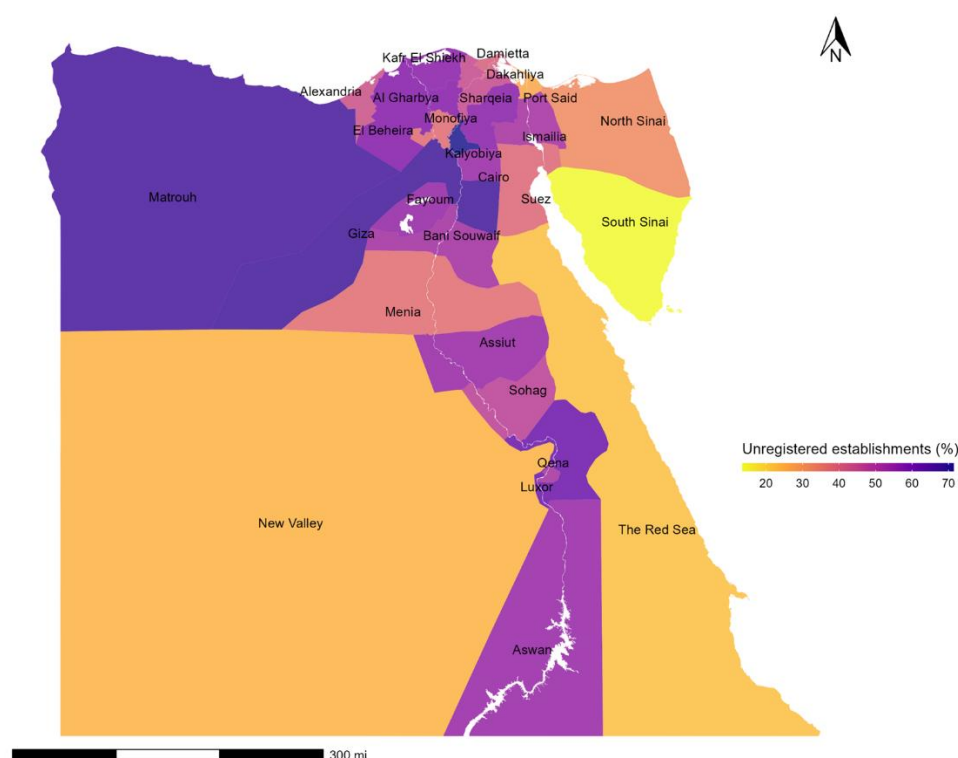 N
Damietta
Kafr El Shiekh
Dakahliya
Alexandria
Al Gharbya
Sharqeia
Port Said
Monofiya
North Sinai
El Beheira
Ismailia
Kalyobiya
Cairo
Matrouh
Fayoum
Suez
South Sinai
Giza
Bani Souwaif
Menia
Assiut
Sohag
Unregistered establishments (%)
Qena
20 30 40 50 60 70
Luxor
New Valley
The Red Sea
Aswan
300 mi